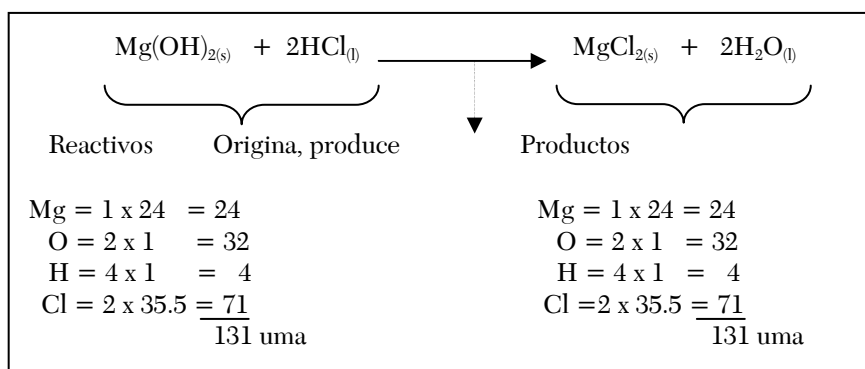 Mg(OH)₂₍ₛ₎ + 2HCl₍ₗ₎ MgCl₂₍ₛ₎ + 2H₂O₍ₗ₎
Reactivos Origina, produce Productos
Mg = 1 x 24 = 24 Mg = 1 x 24 = 24
O = 2 x 1 = 32 O = 2 x 1 = 32
H = 4 x 1 = 4 H = 4 x 1 = 4
Cl = 2 x 35.5 = 71 Cl =2 x 35.5 = 71
131 uma 131 uma